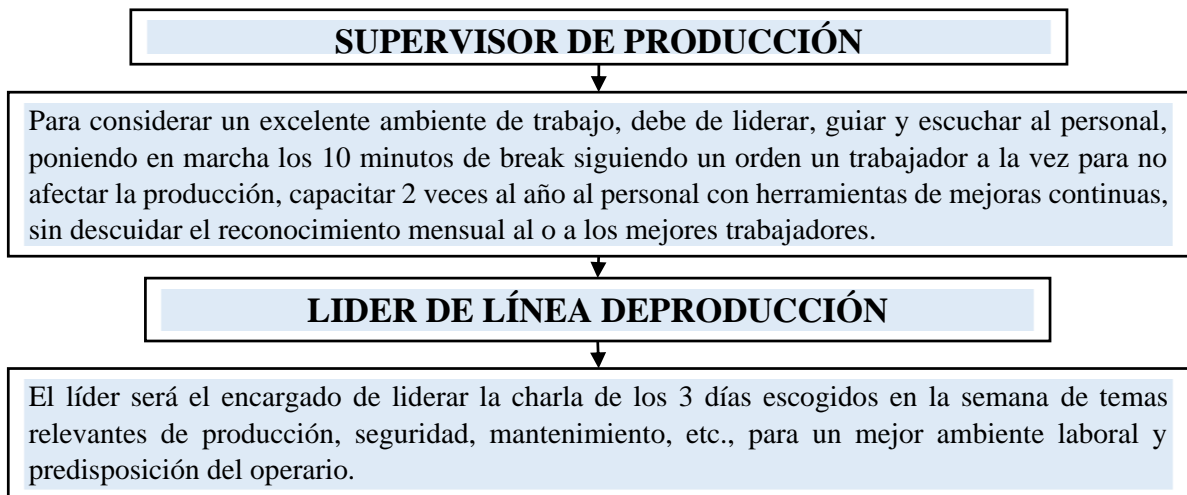 SUPERVISOR DE PRODUCCIÓN
Para considerar un excelente ambiente de trabajo, debe de liderar, guiar y escuchar al personal,
poniendo en marcha los 10 minutos de break siguiendo un orden un trabajador a la vez para no
afectar la producción, capacitar 2 veces al año al personal con herramientas de mejoras continuas,
sin descuidar el reconocimiento mensual al o a los mejores trabajadores.
LIDER DE LÍNEA DEPRODUCCIÓN
El líder será el encargado de liderar la charla de los 3 días escogidos en la semana de temas
relevantes de producción, seguridad, mantenimiento, etc., para un mejor ambiente laboral y
predisposición del operario.